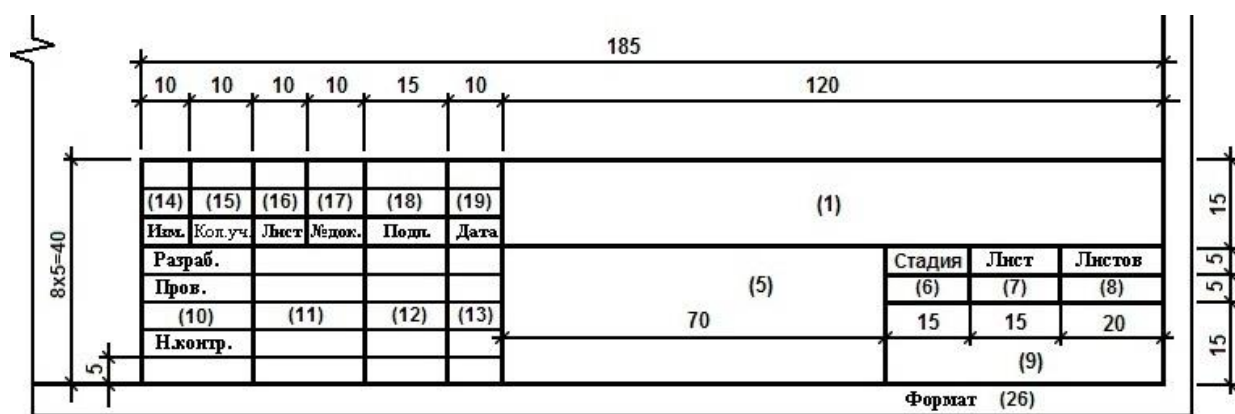 185
10 10 10 10 15 10 120
(14) (15) (16) (17) (18) (19) (1)
Изм. Кол.уч. Лист №док. Подп. Дата
15
8x5=40
Разраб. Стадия Лист Листов
5
Пров. (5) (6) (7) (8)
5
(10) (11) (12) (13) 70 15 15 20
Н.контр.
15
5
(9)
Формат (26)